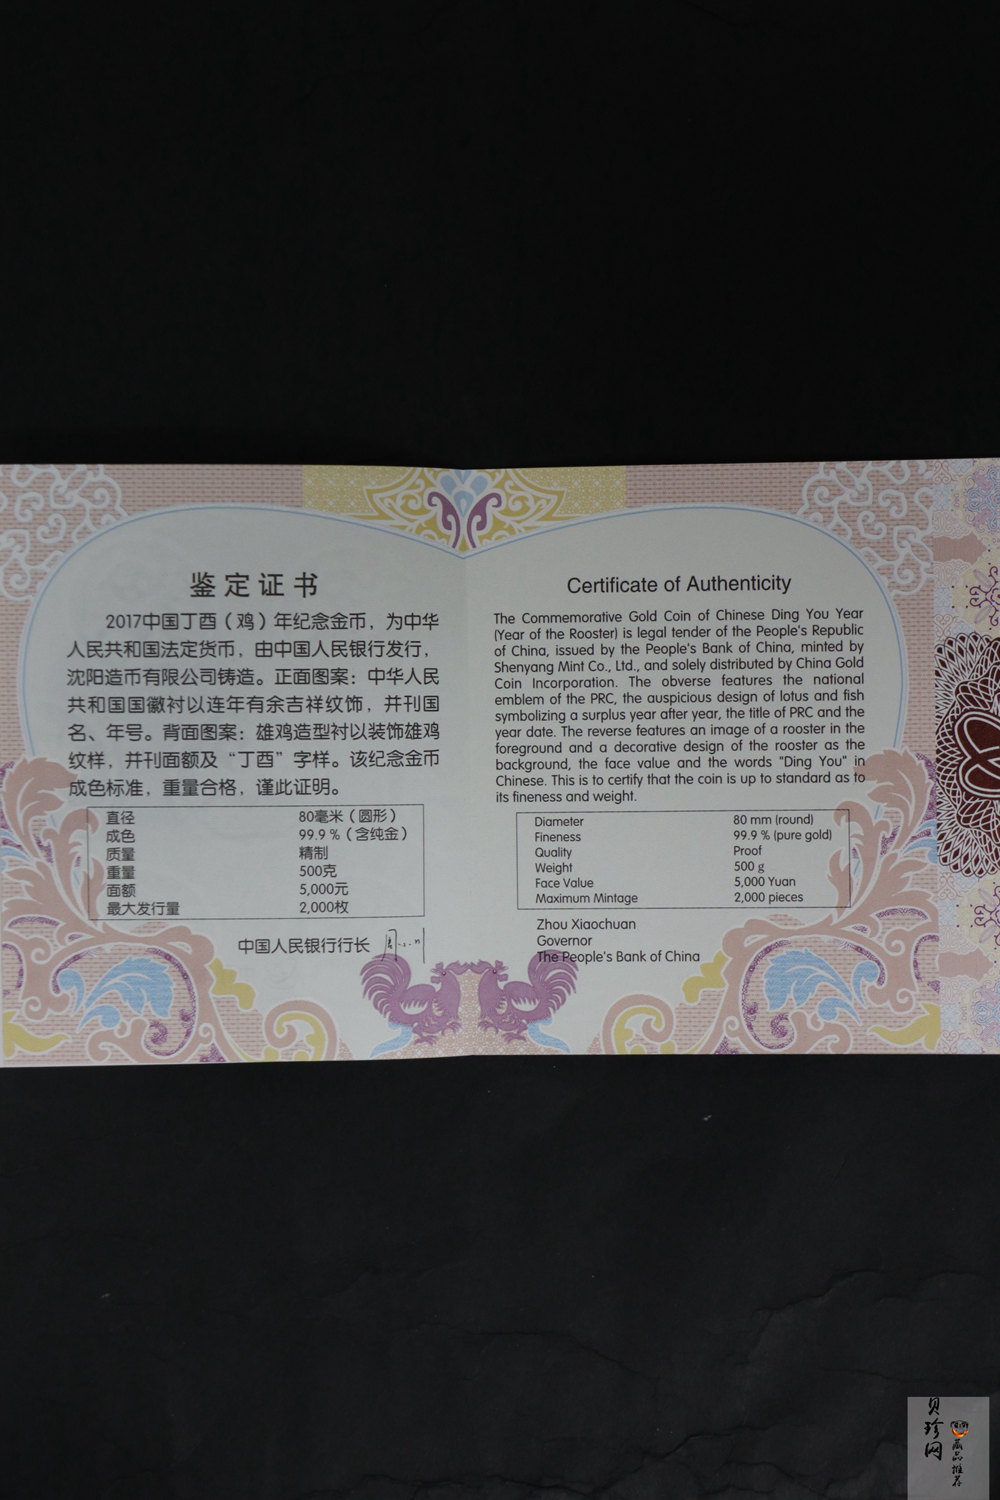 鉴定证书
2017中国丁酉（鸡）年纪念金币，为中华
人民共和国法定货币，由中国人民银行发行，
沈阳造币有限公司铸造。正面图案：中华人民
共和国国徽衬以连年有余吉祥纹饰，并刊国
名、年号。背面图案：雄鸡造型衬以装饰雄鸡
纹样，并刊面额及“丁酉”字样。该纪念金币
成色标准，重量合格，谨此证明。
直径 80毫米（圆形）
成色 99.9％（含纯金）
质量 精制
重量 500克
面额 5,000元
最大发行量 2,000枚
中国人民银行行长
Certificate of Authenticity
The Commemorative Gold Coin of Chinese Ding You Year
(Year of the Rooster) is legal tender of the People's Republic
of China, issued by the People's Bank of China, minted by
Shenyang Mint Co., Ltd., and solely distributed by China Gold
Coin Incorporation. The obverse features the national
emblem of the PRC, the auspicious design of lotus and fish
symbolizing a surplus year after year, the title of PRC and the
year date. The reverse features an image of a rooster in the
foreground and a decorative design of the rooster as the
background, the face value and the words "Ding You" in
Chinese. This is to certify that the coin is up to standard as to
its fineness and weight.
Diameter 80 mm (round)
Fineness 99.9 % (pure gold)
Quality Proof
Weight 500 g
Face Value 5,000 Yuan
Maximum Mintage 2,000 pieces
Zhou Xiaochuan
Governor
The People's Bank of China
贝珍网
藏品推荐